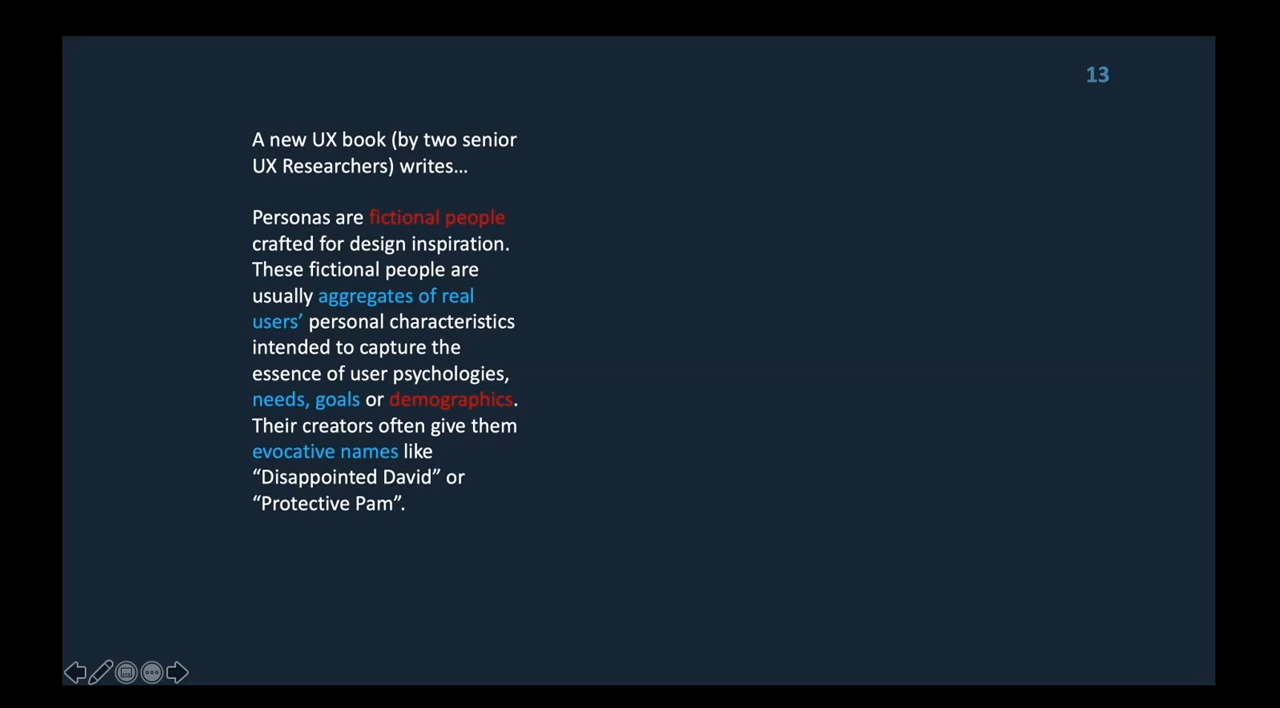 13
A new UX book (by two senior
UX Researchers) writes…
Personas are fictional people
crafted for design inspiration.
These fictional people are
usually aggregates of real
users’ personal characteristics
intended to capture the
essence of user psychologies,
needs, goals or demographics.
Their creators often give them
evocative names like
“Disappointed David” or
“Protective Pam”.